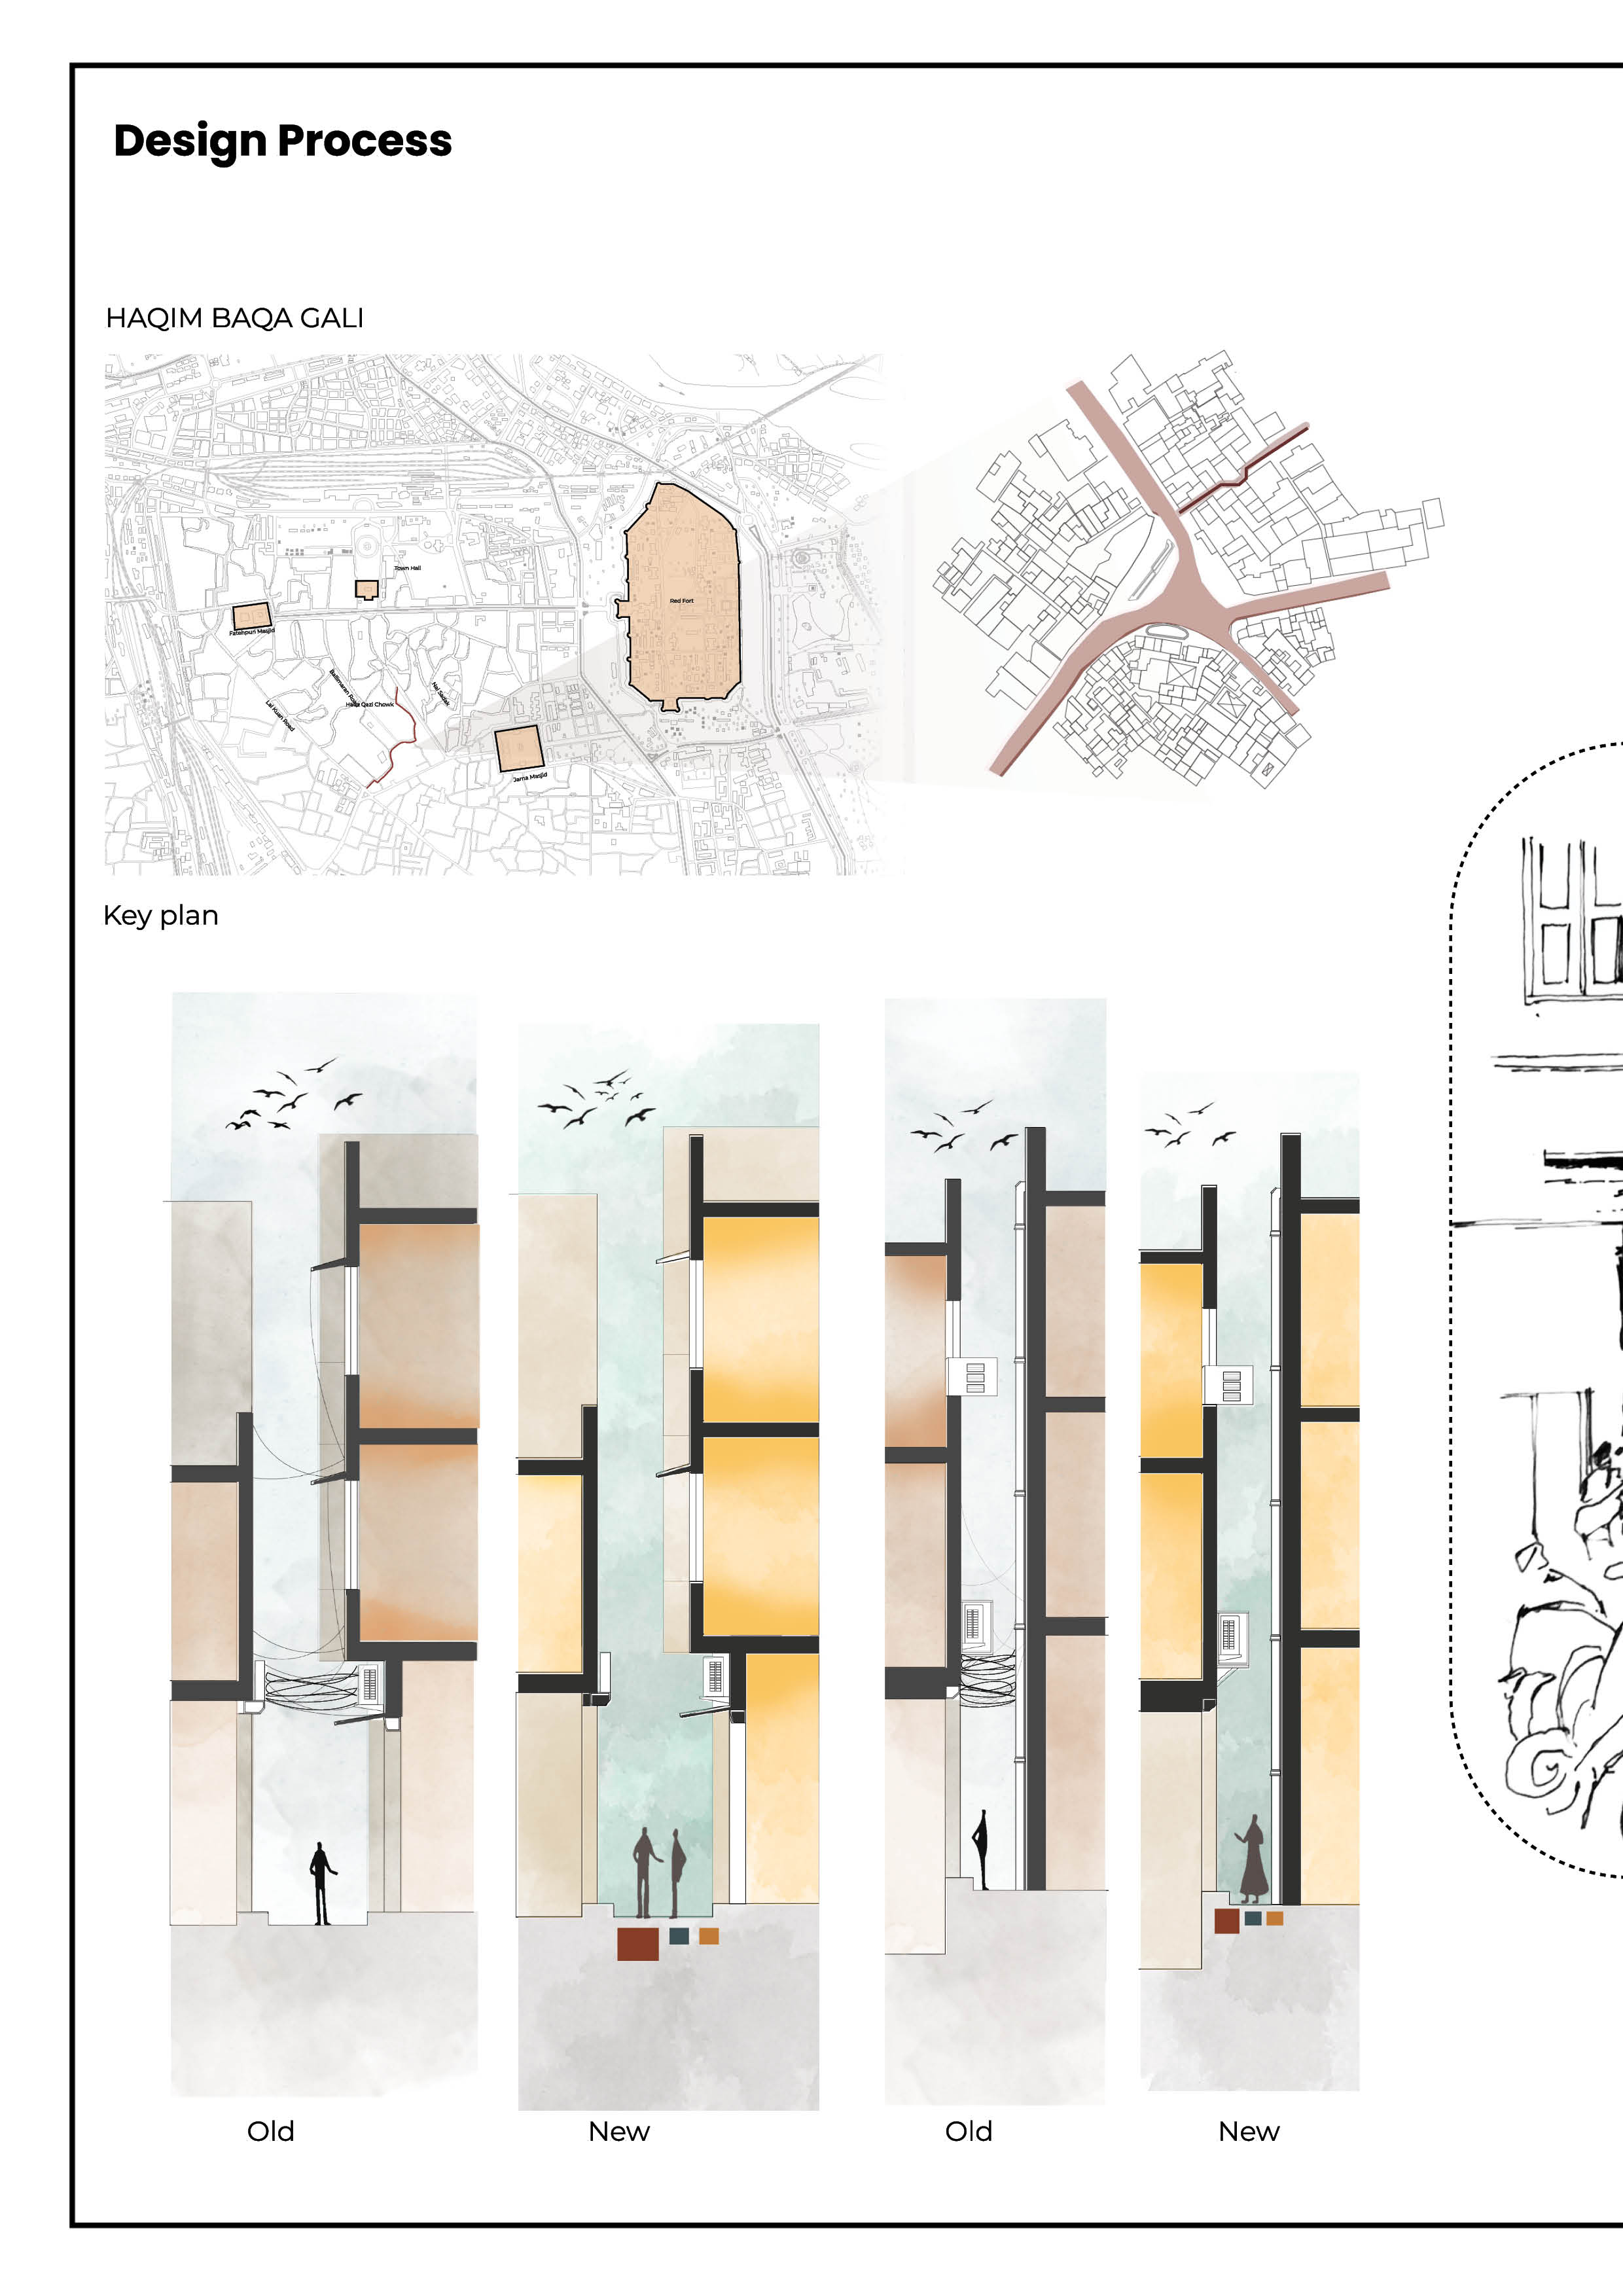 Design Process
HAQIM BAQA GALI
Town Hall
Red Fort
Fatehpuri Masjid
Ballimaran Road
Nai Sadak
Hauz Qazi Chowk
Lal Kuan Road
Jama Masjid
Key plan
Old
New
Old
New